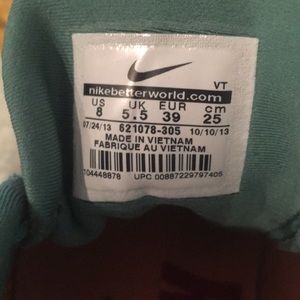 VT
nikebetterworld.com
US UK EUR cm
8 5.5 39 25
07/24/13 621078-305 10/10/13
MADE IN VIETNAM
FABRIQUE AU VIETNAM
104448878 UPC 00887229797405